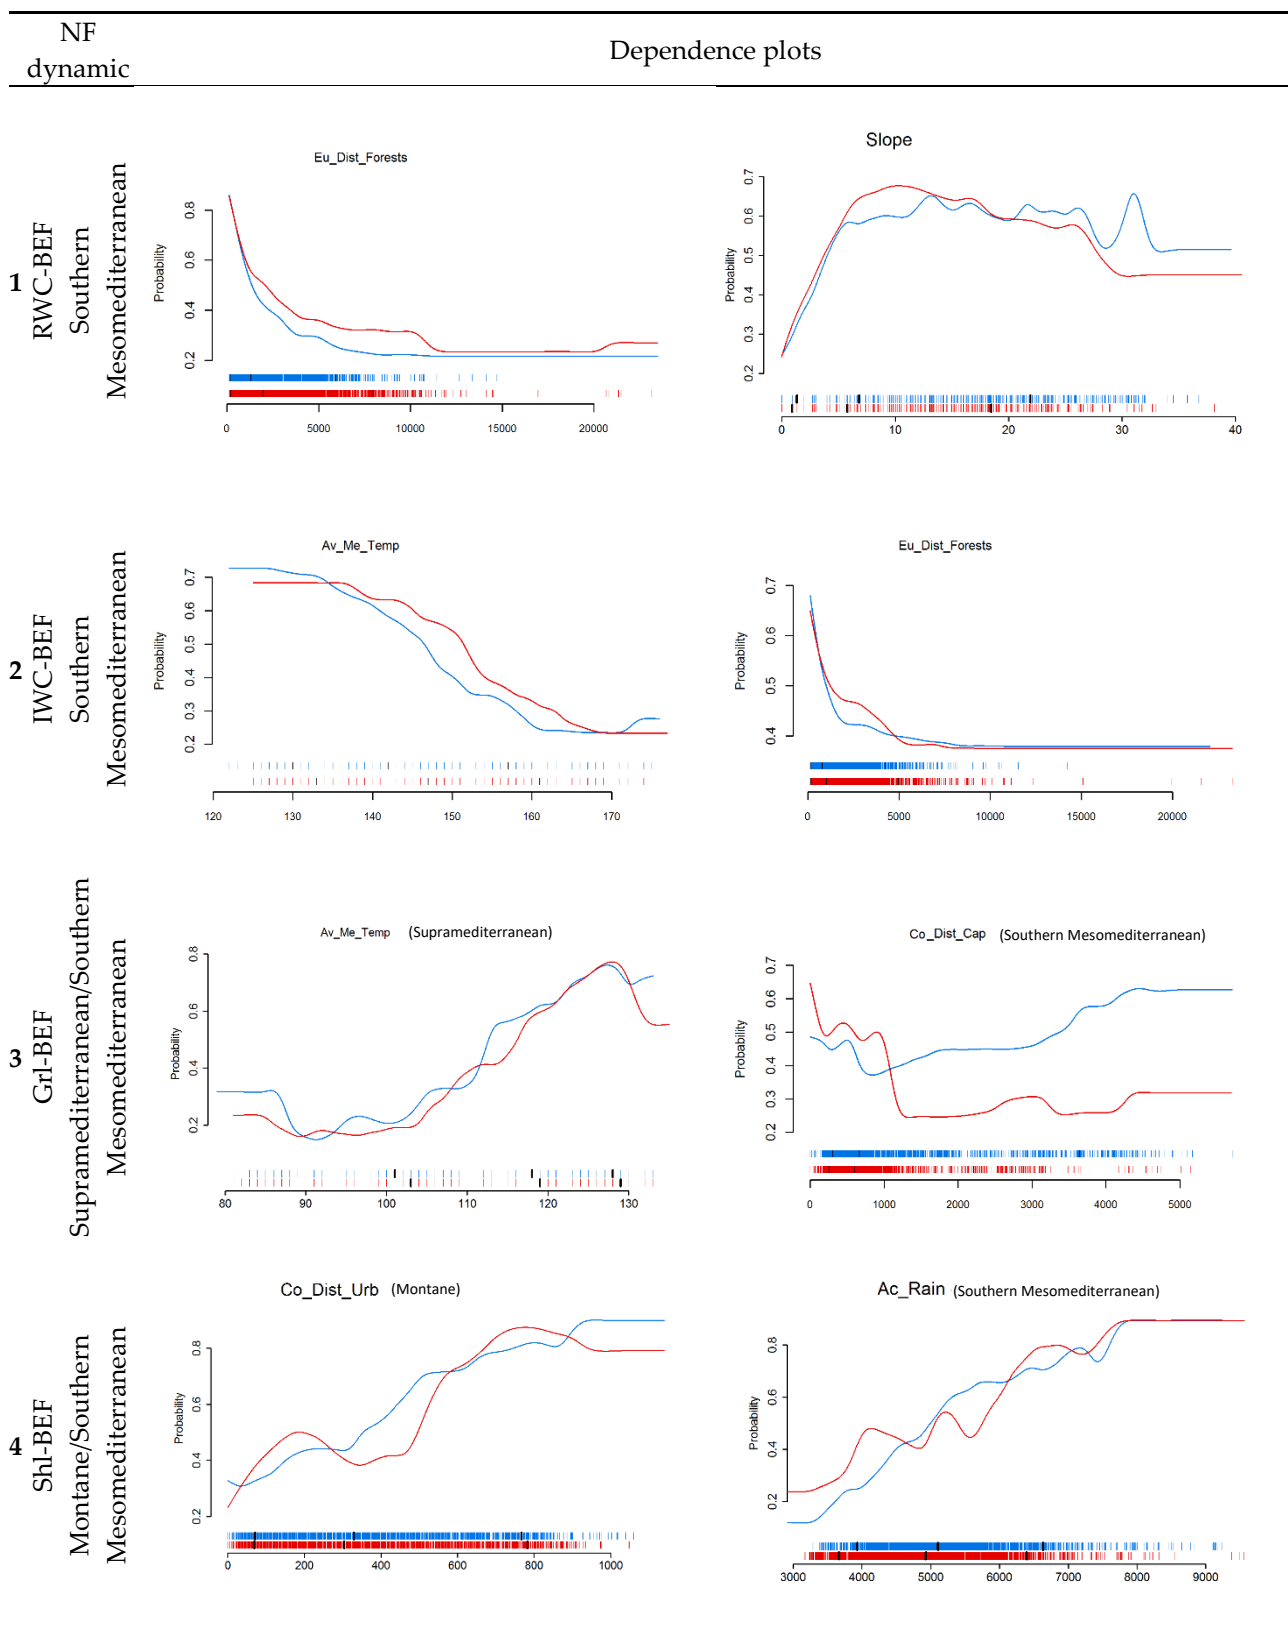 NF
dynamic
Dependence plots
1
RWC-BEF
Southern
Mesomediterranean
Eu_Dist_Forests
Probability
0.2 0.4 0.6 0.8
0 5000 10000 15000 20000
Slope
Probability
0.2 0.3 0.4 0.5 0.6 0.7
0 10 20 30 40
2
IWC-BEF
Southern
Mesomediterranean
Av_Me_Temp
Probability
0.2 0.3 0.4 0.5 0.6 0.7
120 130 140 150 160 170
Eu_Dist_Forests
Probability
0.4 0.5 0.6 0.7
0 5000 10000 15000 20000
3
Grl-BEF
Supramediterranean/Southern
Mesomediterranean
Av_Me_Temp (Supramediterranean)
Probability
0.2 0.4 0.6 0.8
80 90 100 110 120 130
Co_Dist_Cap (Southern Mesomediterranean)
Probability
0.2 0.3 0.4 0.5 0.6 0.7
0 1000 2000 3000 4000 5000
4
Shl-BEF
Montane/Southern
Mesomediterranean
Co_Dist_Urb (Montane)
Probability
0.2 0.4 0.6 0.8
0 200 400 600 800 1000
Ac_Rain (Southern Mesomediterranean)
Probability
0.2 0.4 0.6 0.8
3000 4000 5000 6000 7000 8000 9000